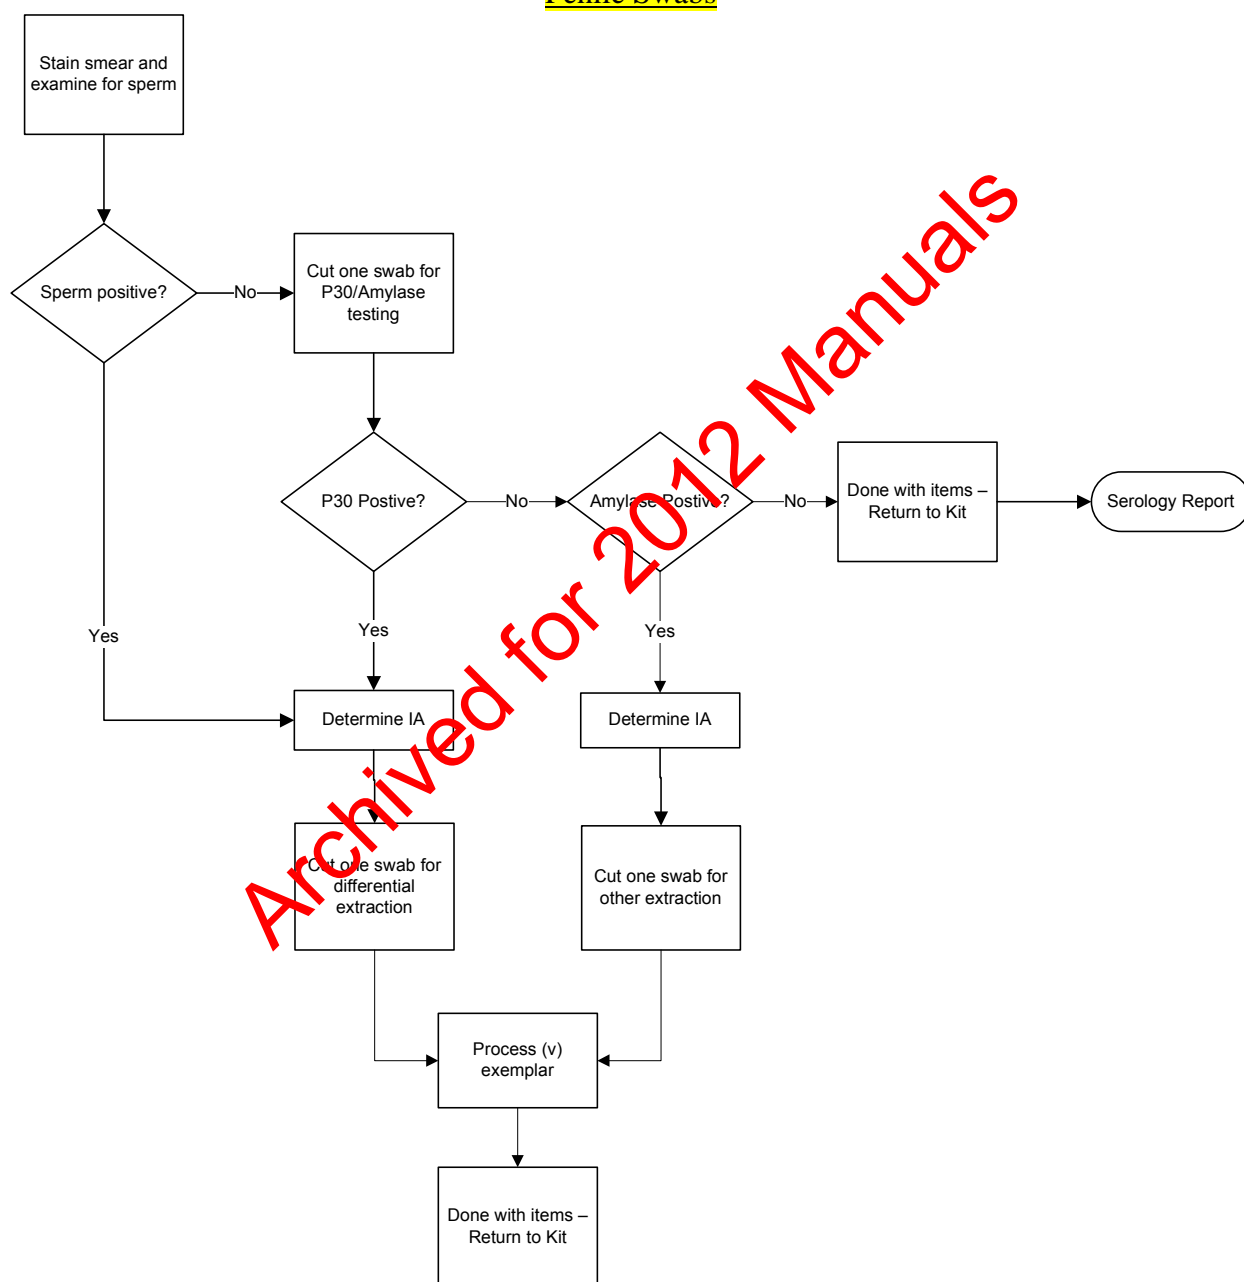 Penile Swabs
Stain smear and
examine for sperm
Sperm positive?
No
Cut one swab for
P30/Amylase
testing
P30 Postive?
No
Amylase Postive?
No
Done with items –
Return to Kit
Serology Report
Yes
Yes
Yes
Determine IA
Determine IA
Cut one swab for
differential
extraction
Cut one swab for
other extraction
Process (v)
exemplar
Done with items –
Return to Kit
Archived for 2012 Manuals